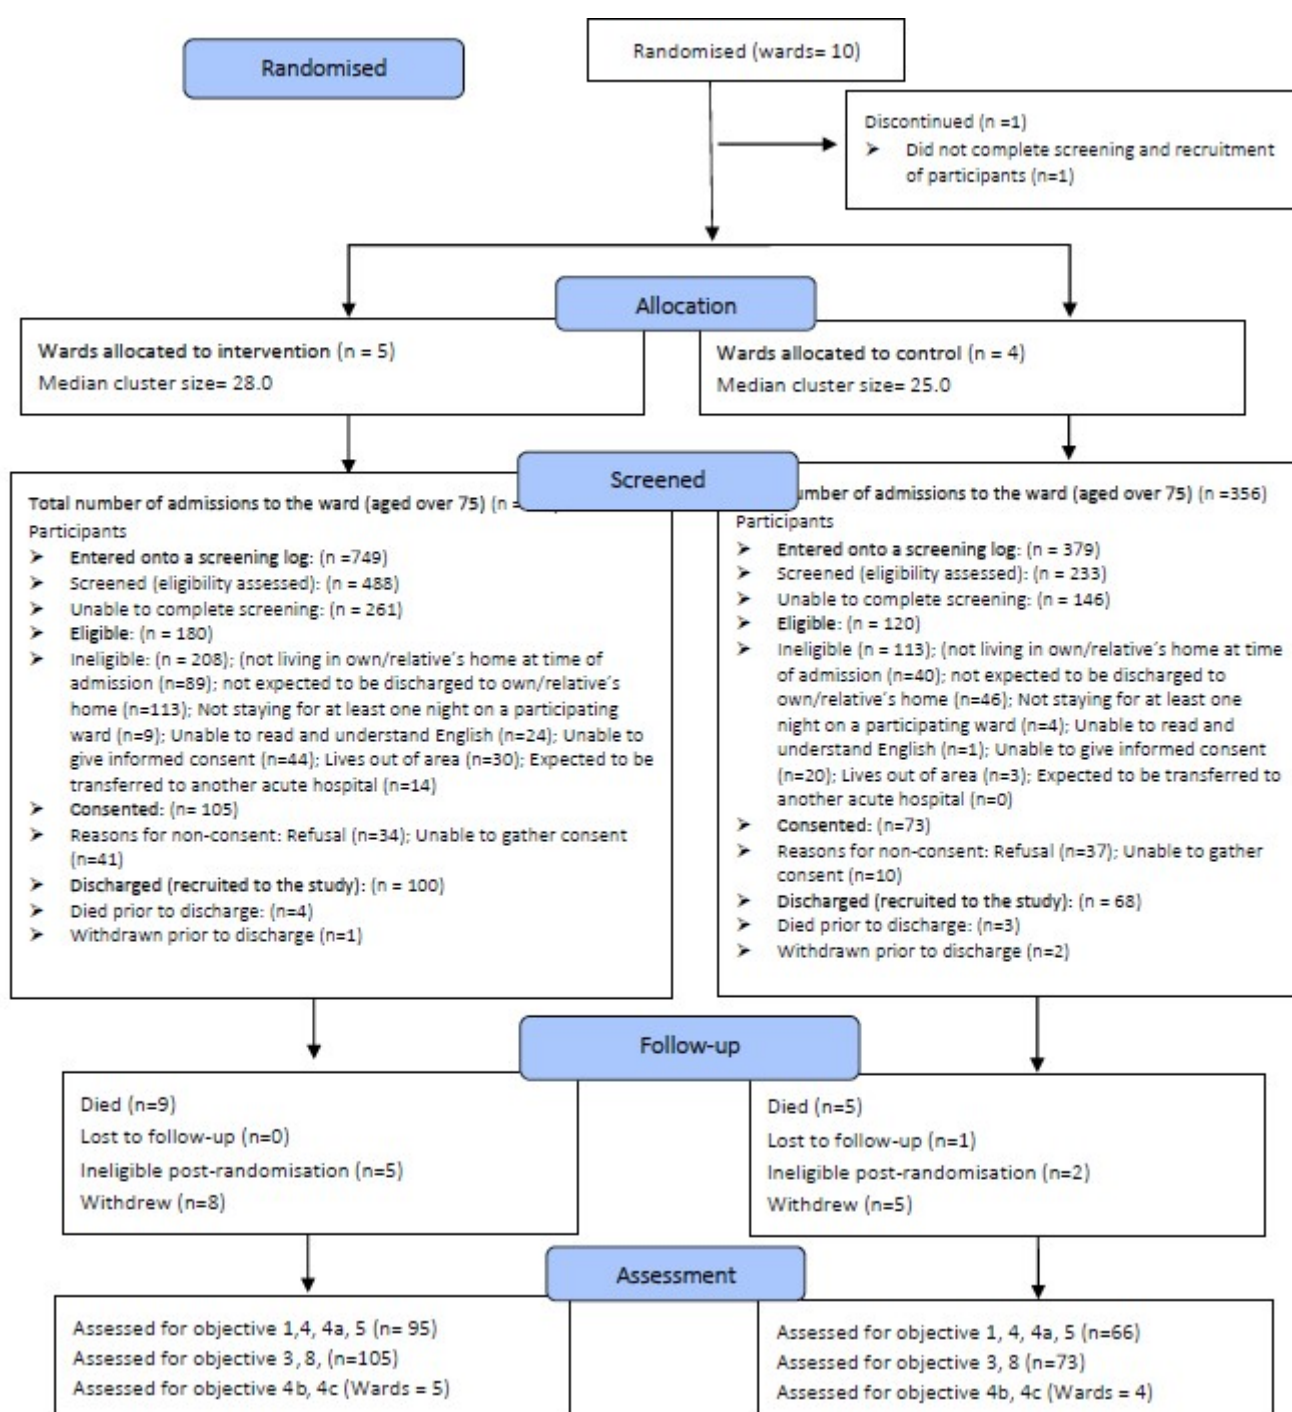 Randomised
Randomised (wards= 10)
Discontinued (n =1)
➤ Did not complete screening and recruitment
of participants (n=1)
Allocation
Wards allocated to intervention (n = 5)
Median cluster size= 28.0
Wards allocated to control (n = 4)
Median cluster size= 25.0
Screened
Total number of admissions to the ward (aged over 75) (n =
Participants
➤ Entered onto a screening log: (n =749)
➤ Screened (eligibility assessed): (n = 488)
➤ Unable to complete screening: (n = 261)
➤ Eligible: (n = 180)
➤ Ineligible: (n = 208); (not living in own/relative´s home at time of
admission (n=89); not expected to be discharged to own/relative´s
home (n=113); Not staying for at least one night on a participating
ward (n=9); Unable to read and understand English (n=24); Unable to
give informed consent (n=44); Lives out of area (n=30); Expected to be
transferred to another acute hospital (n=14)
➤ Consented: (n= 105)
➤ Reasons for non-consent: Refusal (n=34); Unable to gather consent
(n=41)
➤ Discharged (recruited to the study): (n = 100)
➤ Died prior to discharge: (n=4)
➤ Withdrawn prior to discharge (n=1)
number of admissions to the ward (aged over 75) (n =356)
Participants
➤ Entered onto a screening log: (n = 379)
➤ Screened (eligibility assessed): (n = 233)
➤ Unable to complete screening: (n = 146)
➤ Eligible: (n = 120)
➤ Ineligible (n = 113); (not living in own/relative´s home at time
of admission (n=40); not expected to be discharged to
own/relative´s home (n=46); Not staying for at least one
night on a participating ward (n=4); Unable to read and
understand English (n=1); Unable to give informed consent
(n=20); Lives out of area (n=3); Expected to be transferred to
another acute hospital (n=0)
➤ Consented: (n=73)
➤ Reasons for non-consent: Refusal (n=37); Unable to gather
consent (n=10)
➤ Discharged (recruited to the study): (n = 68)
➤ Died prior to discharge: (n=3)
➤ Withdrawn prior to discharge (n=2)
Follow-up
Died (n=9)
Lost to follow-up (n=0)
Ineligible post-randomisation (n=5)
Withdrew (n=8)
Died (n=5)
Lost to follow-up (n=1)
Ineligible post-randomisation (n=2)
Withdrew (n=5)
Assessment
Assessed for objective 1,4, 4a, 5 (n= 95)
Assessed for objective 3, 8, (n=105)
Assessed for objective 4b, 4c (Wards = 5)
Assessed for objective 1, 4, 4a, 5 (n=66)
Assessed for objective 3, 8 (n=73)
Assessed for objective 4b, 4c (Wards = 4)